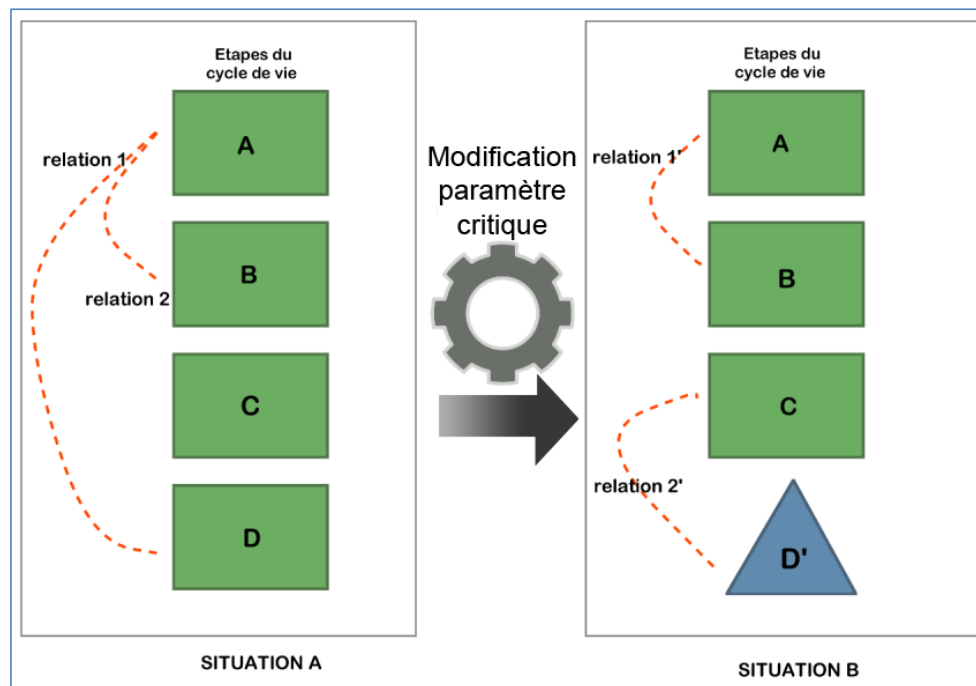 Etapes du
cycle de vie
A
relation 1
B
relation 2
C
D
SITUATION A
Modification
paramètre
critique
Etapes du
cycle de vie
A
relation 1'
B
C
relation 2'
D'
SITUATION B